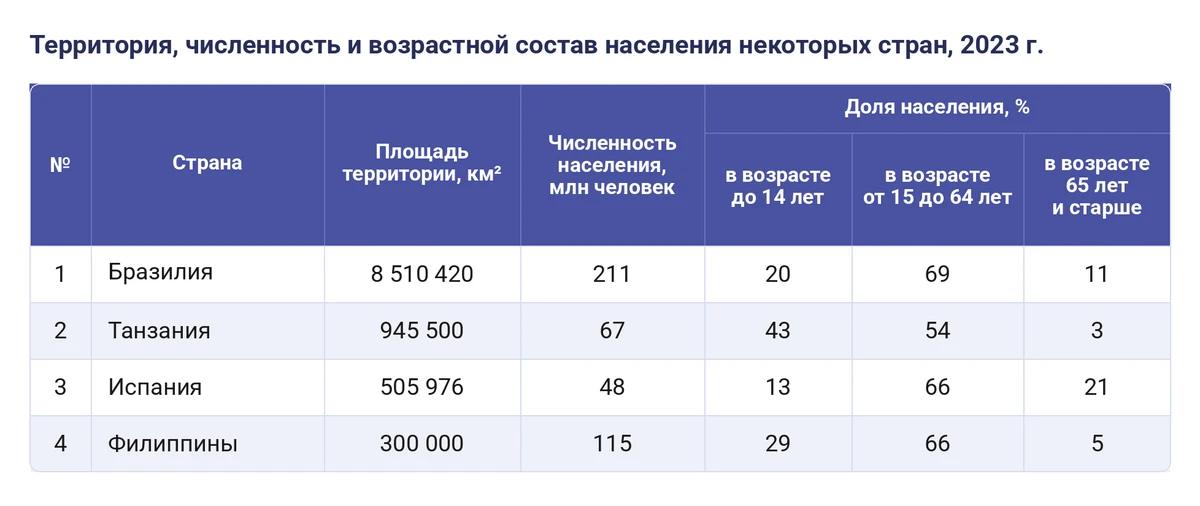 Территория, численность и возрастной состав населения некоторых стран, 2023 г.
№
Страна
Площадь
территории, км²
Численность
населения,
млн человек
Доля населения, %
в возрасте
до 14 лет
в возрасте
от 15 до 64 лет
в возрасте
65 лет
и старше
1 Бразилия 8 510 420 211 20 69 11
2 Танзания 945 500 67 43 54 3
3 Испания 505 976 48 13 66 21
4 Филиппины 300 000 115 29 66 5